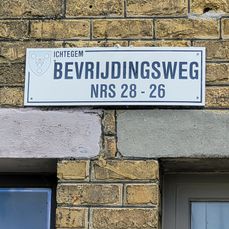 ICHTEGEM
BEVRIJDINGSWEG
NRS 28 - 26